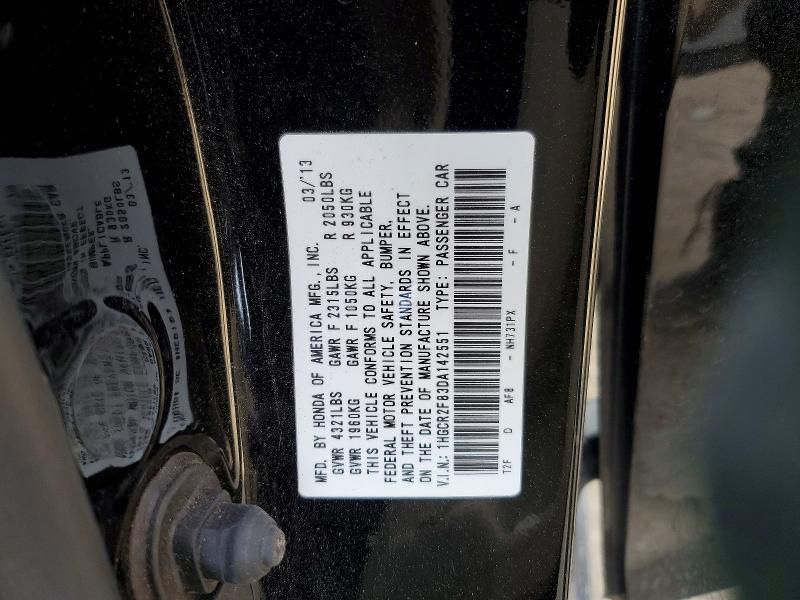 MFD. BY HONDA OF AMERICA MFG., INC. 03/13
GVWR 4321LBS GAWR F 2315LBS R 2050LBS
GVWR 1960KG GAWR F 1050KG R 930KG
THIS VEHICLE CONFORMS TO ALL APPLICABLE
FEDERAL MOTOR VEHICLE SAFETY, BUMPER,
AND THEFT PREVENTION STANDARDS IN EFFECT
ON THE DATE OF MANUFACTURE SHOWN ABOVE.
V.I.N.: 1HGCR2F83DA142551 TYPE: PASSENGER CAR
T2F D AF8 - NH731PX - F - A